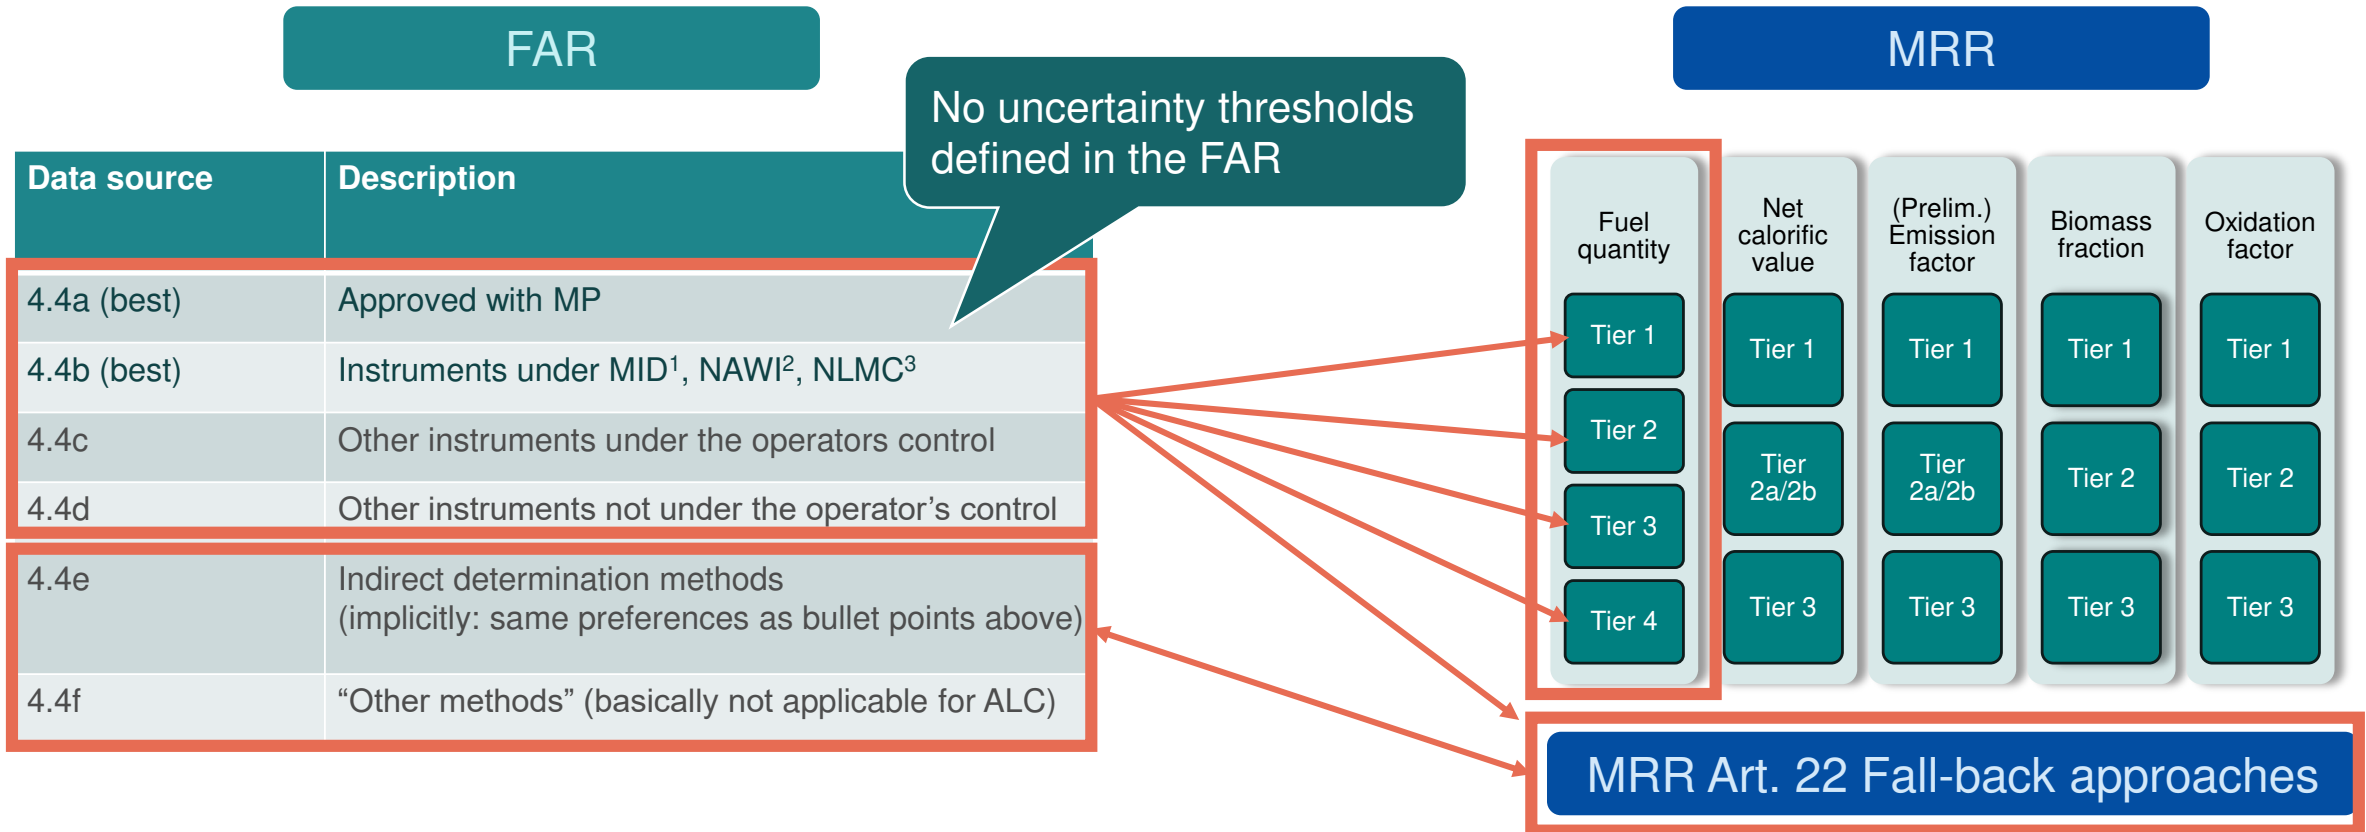 FAR
MRR
No uncertainty thresholds
defined in the FAR
Data source
Description
4.4a (best)
Approved with MP
4.4b (best)
Instruments under MID¹, NAWI², NLMC³
4.4c
Other instruments under the operators control
4.4d
Other instruments not under the operator’s control
4.4e
Indirect determination methods
(implicitly: same preferences as bullet points above)
4.4f
“Other methods” (basically not applicable for ALC)
Fuel
quantity
Tier 1
Tier 2
Tier 3
Tier 4
Net
calorific
value
Tier 1
Tier
2a/2b
Tier 3
(Prelim.)
Emission
factor
Tier 1
Tier
2a/2b
Tier 3
Biomass
fraction
Tier 1
Tier 2
Tier 3
Oxidation
factor
Tier 1
Tier 2
Tier 3
MRR Art. 22 Fall-back approaches